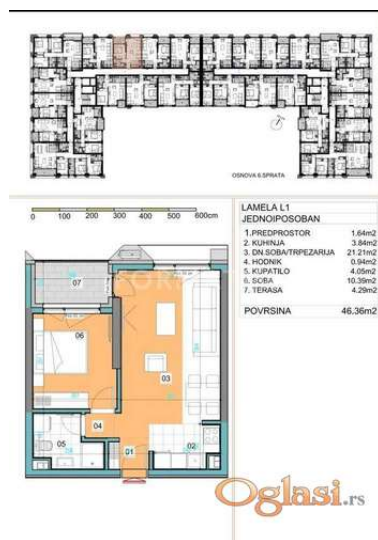 OSNOVA 6.SPRATA
0 100 200 300 400 500 600cm
LAMELA L1
JEDNOIPOSOBAN
1.PREDPROSTOR 1.64m2
2. KUHINJA 3.84m2
3. DN.SOBA/TRPEZARIJA 21.21m2
4. HODNIK 0.94m2
5. KUPATILO 4.05m2
6. SOBA 10.39m2
7. TERASA 4.29m2
POVRSINA 46.36m2
07
06
03
04
05
01
02
Oglasi.rs